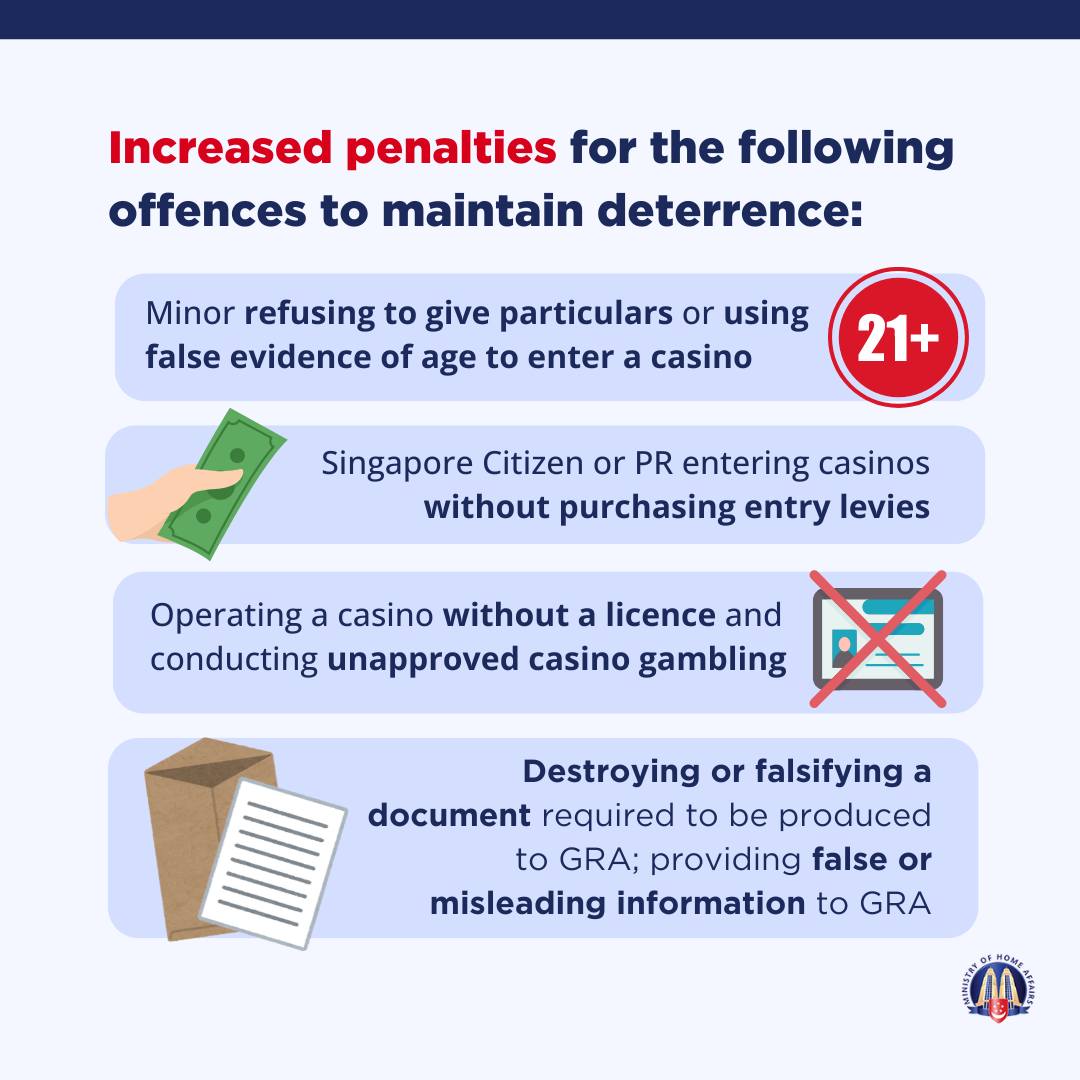 Increased penalties for the following
offences to maintain deterrence:
Minor refusing to give particulars or using
false evidence of age to enter a casino
21+
Singapore Citizen or PR entering casinos
without purchasing entry levies
Operating a casino without a licence and
conducting unapproved casino gambling
Destroying or falsifying a
document required to be produced
to GRA; providing false or
misleading information to GRA
MINISTRY OF HOME AFFAIRS